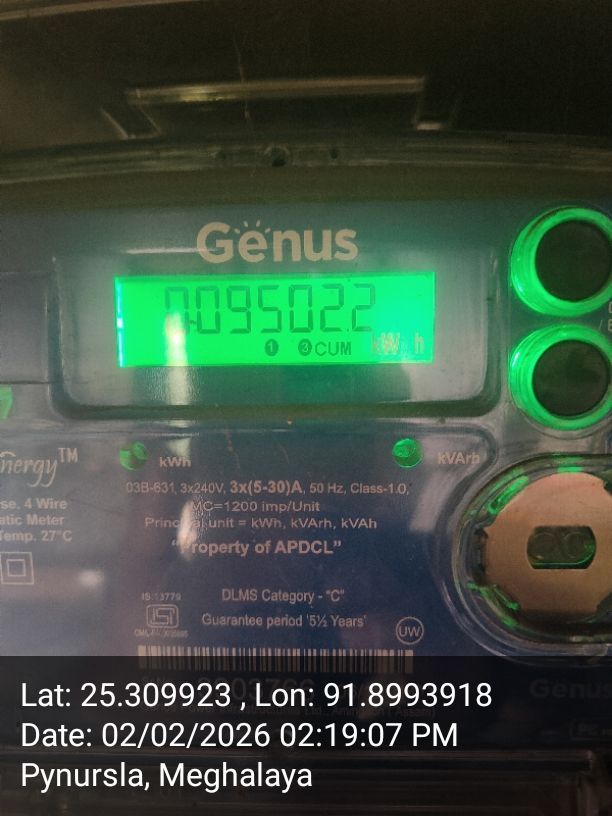 Genus
0095022
1 3 CUM kWh
nergy™
kWh
kVArh
03B-631, 3x240V, 3x(5-30)A, 50 Hz, Class-1.0,
MC=1200 imp/Unit
Principal unit = kWh, kVArh, kVAh
se. 4 Wire
atic Meter
Temp. 27°C
"Property of APDCL"
IS:13779
DLMS Category - "C"
ISI
Guarantee period '5½ Years'
UW
Genus
Lat: 25.309923 , Lon: 91.8993918
Date: 02/02/2026 02:19:07 PM
Pynursla, Meghalaya